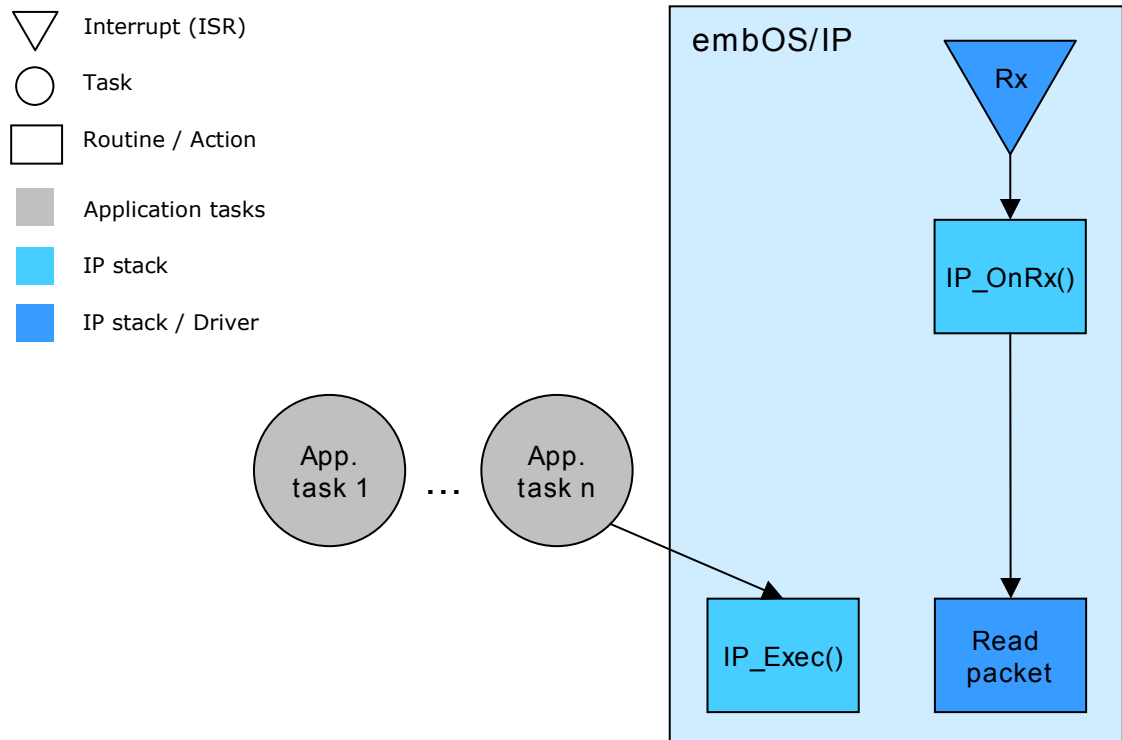 Interrupt (ISR)
Task
Routine / Action
Application tasks
IP stack
IP stack / Driver
embOS/IP
Rx
IP_OnRx()
App.
task 1
...
App.
task n
IP_Exec()
Read
packet